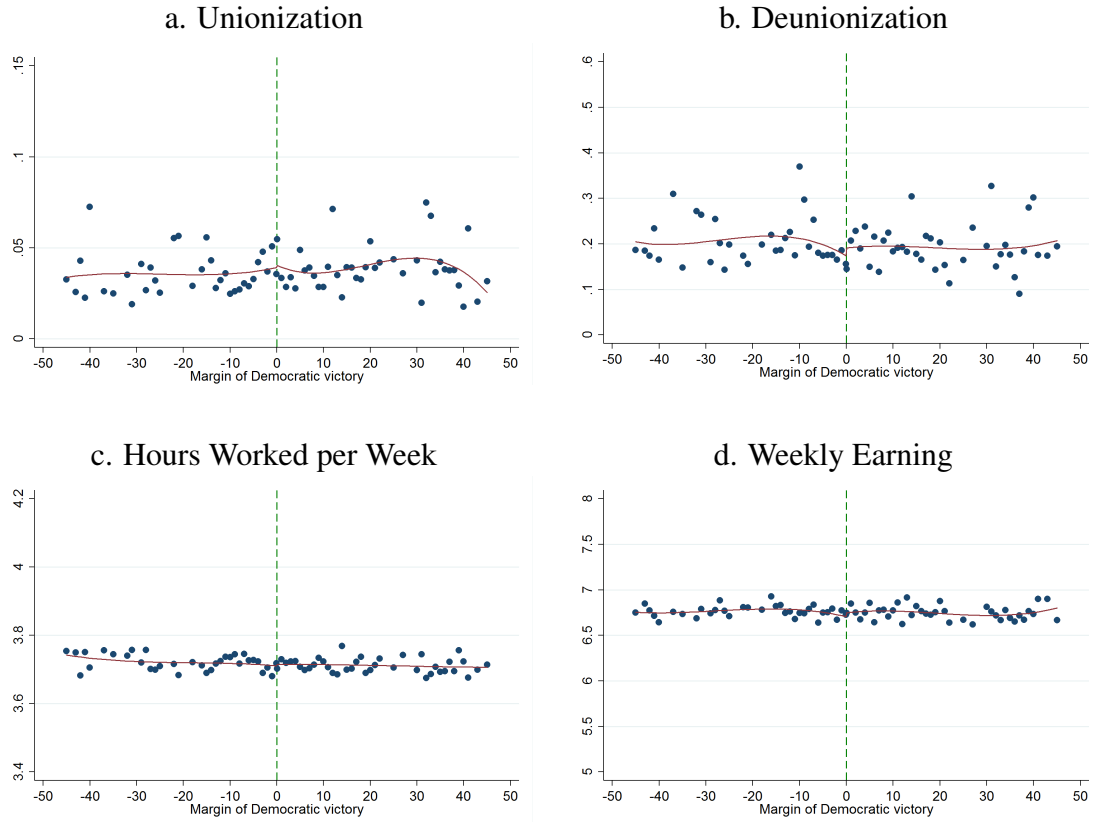 a. Unionization
b. Deunionization
.15
.1
.05
0
-50 -40 -30 -20 -10 0 10 20 30 40 50
Margin of Democratic victory
.6
.5
.4
.3
.2
.1
0
-50 -40 -30 -20 -10 0 10 20 30 40 50
Margin of Democratic victory
c. Hours Worked per Week
d. Weekly Earning
4.2
4
3.8
3.6
3.4
-50 -40 -30 -20 -10 0 10 20 30 40 50
Margin of Democratic victory
8
7.5
7
6.5
6
5.5
5
-50 -40 -30 -20 -10 0 10 20 30 40 50
Margin of Democratic victory